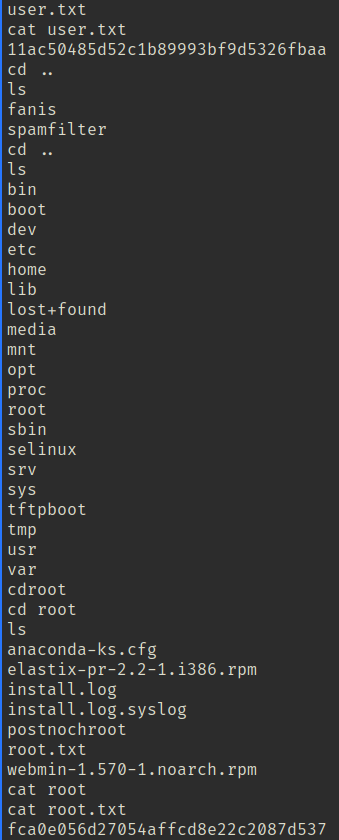 user.txt
cat user.txt
11ac50485d52c1b89993bf9d5326fbaa
cd ..
ls
fanis
spamfilter
cd ..
ls
bin
boot
dev
etc
home
lib
lost+found
media
mnt
opt
proc
root
sbin
selinux
srv
sys
tftpboot
tmp
usr
var
cdroot
cd root
ls
anaconda-ks.cfg
elastix-pr-2.2-1.i386.rpm
install.log
install.log.syslog
postnochroot
root.txt
webmin-1.570-1.noarch.rpm
cat root
cat root.txt
fca0e056d27054affcd8e22c2087d537